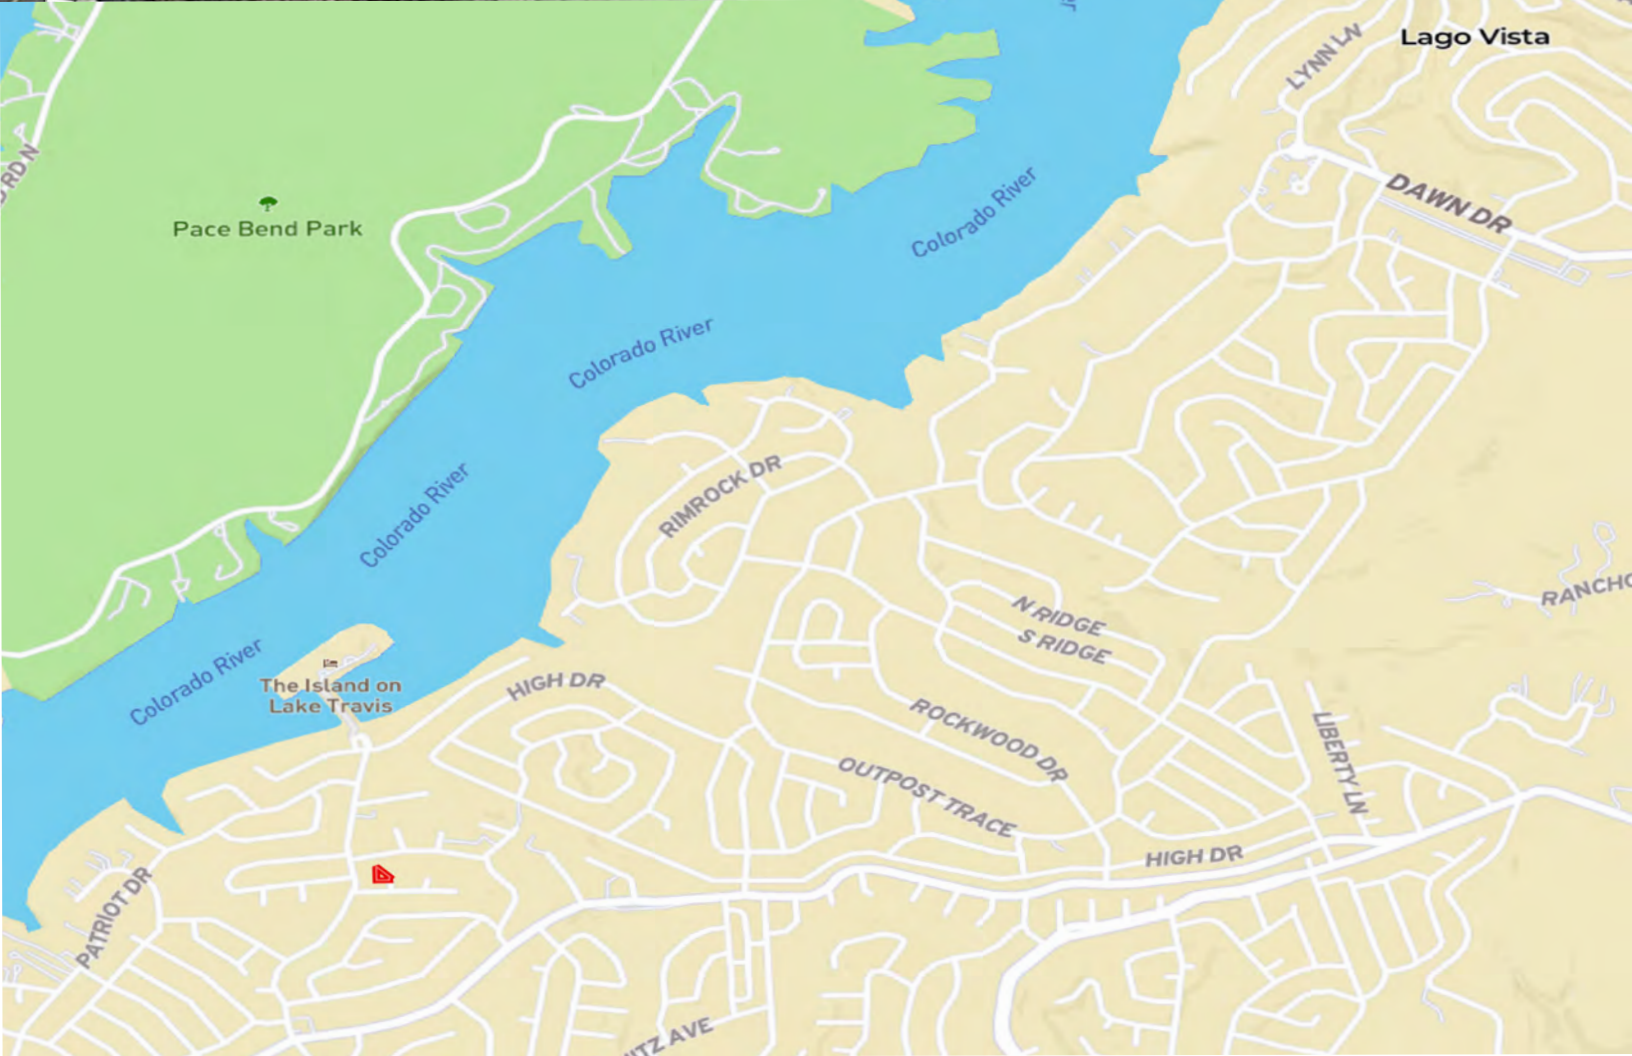 Lago Vista
LYNN LN
RD N
DAWN DR
Pace Bend Park
Colorado River
Colorado River
Colorado River
Colorado River
RIMROCK DR
N RIDGE
S RIDGE
The Island on
Lake Travis
HIGH DR
ROCKWOOD DR
LIBERTY LN
OUTPOST TRACE
HIGH DR
PATRIOT DR